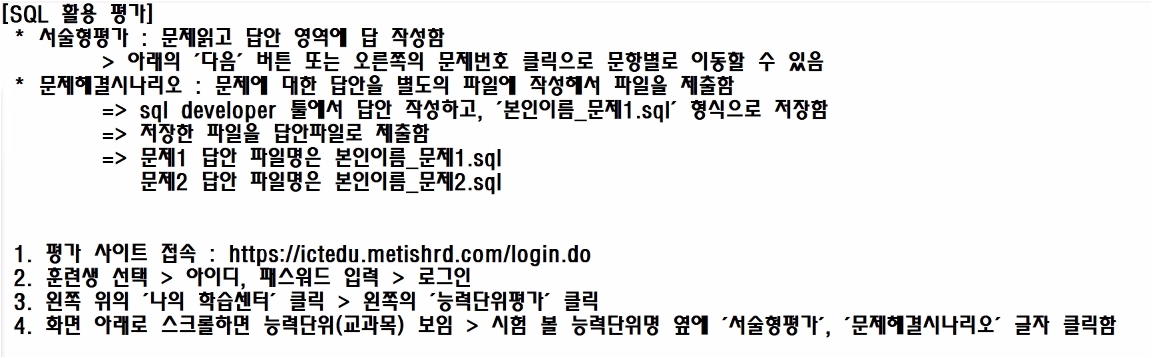 [SQL 활용 평가]
* 서술형평가 : 문제읽고 답안 영역에 답 작성함
> 아래의 ´다음´ 버튼 또는 오른쪽의 문제번호 클릭으로 문항별로 이동할 수 있음
* 문제해결시나리오 : 문제에 대한 답안을 별도의 파일에 작성해서 파일을 제출함
=> sql developer 툴에서 답안 작성하고, ´본인이름_문제1.sql´ 형식으로 저장함
=> 저장한 파일을 답안파일로 제출함
=> 문제1 답안 파일명은 본인이름_문제1.sql
문제2 답안 파일명은 본인이름_문제2.sql
1. 평가 사이트 접속 : https://ictedu.metishrd.com/login.do
2. 훈련생 선택 > 아이디, 패스워드 입력 > 로그인
3. 왼쪽 위의 ´나의 학습센터´ 클릭 > 왼쪽의 ´능력단위평가´ 클릭
4. 화면 아래로 스크롤하면 능력단위(교과목) 보임 > 시험 볼 능력단위명 옆에 ´서술형평가´, ´문제해결시나리오´ 글자 클릭함